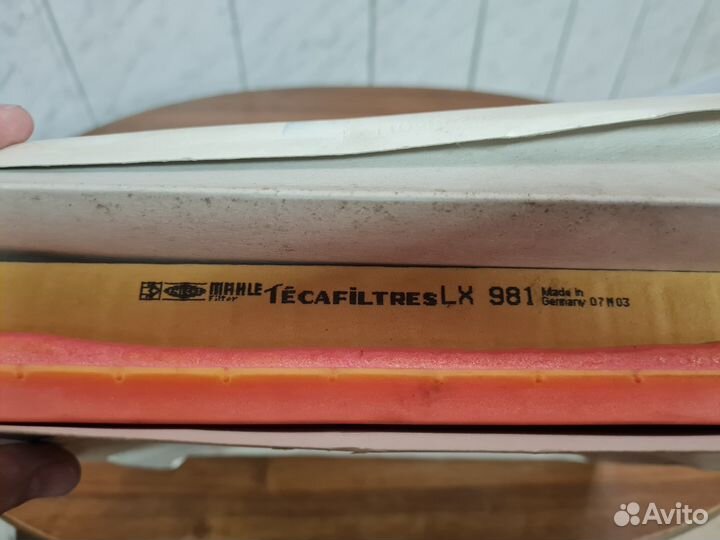 MAHLE Filter TECAFiLTRES LX 981 Made in Germany 07 M 03
Avito